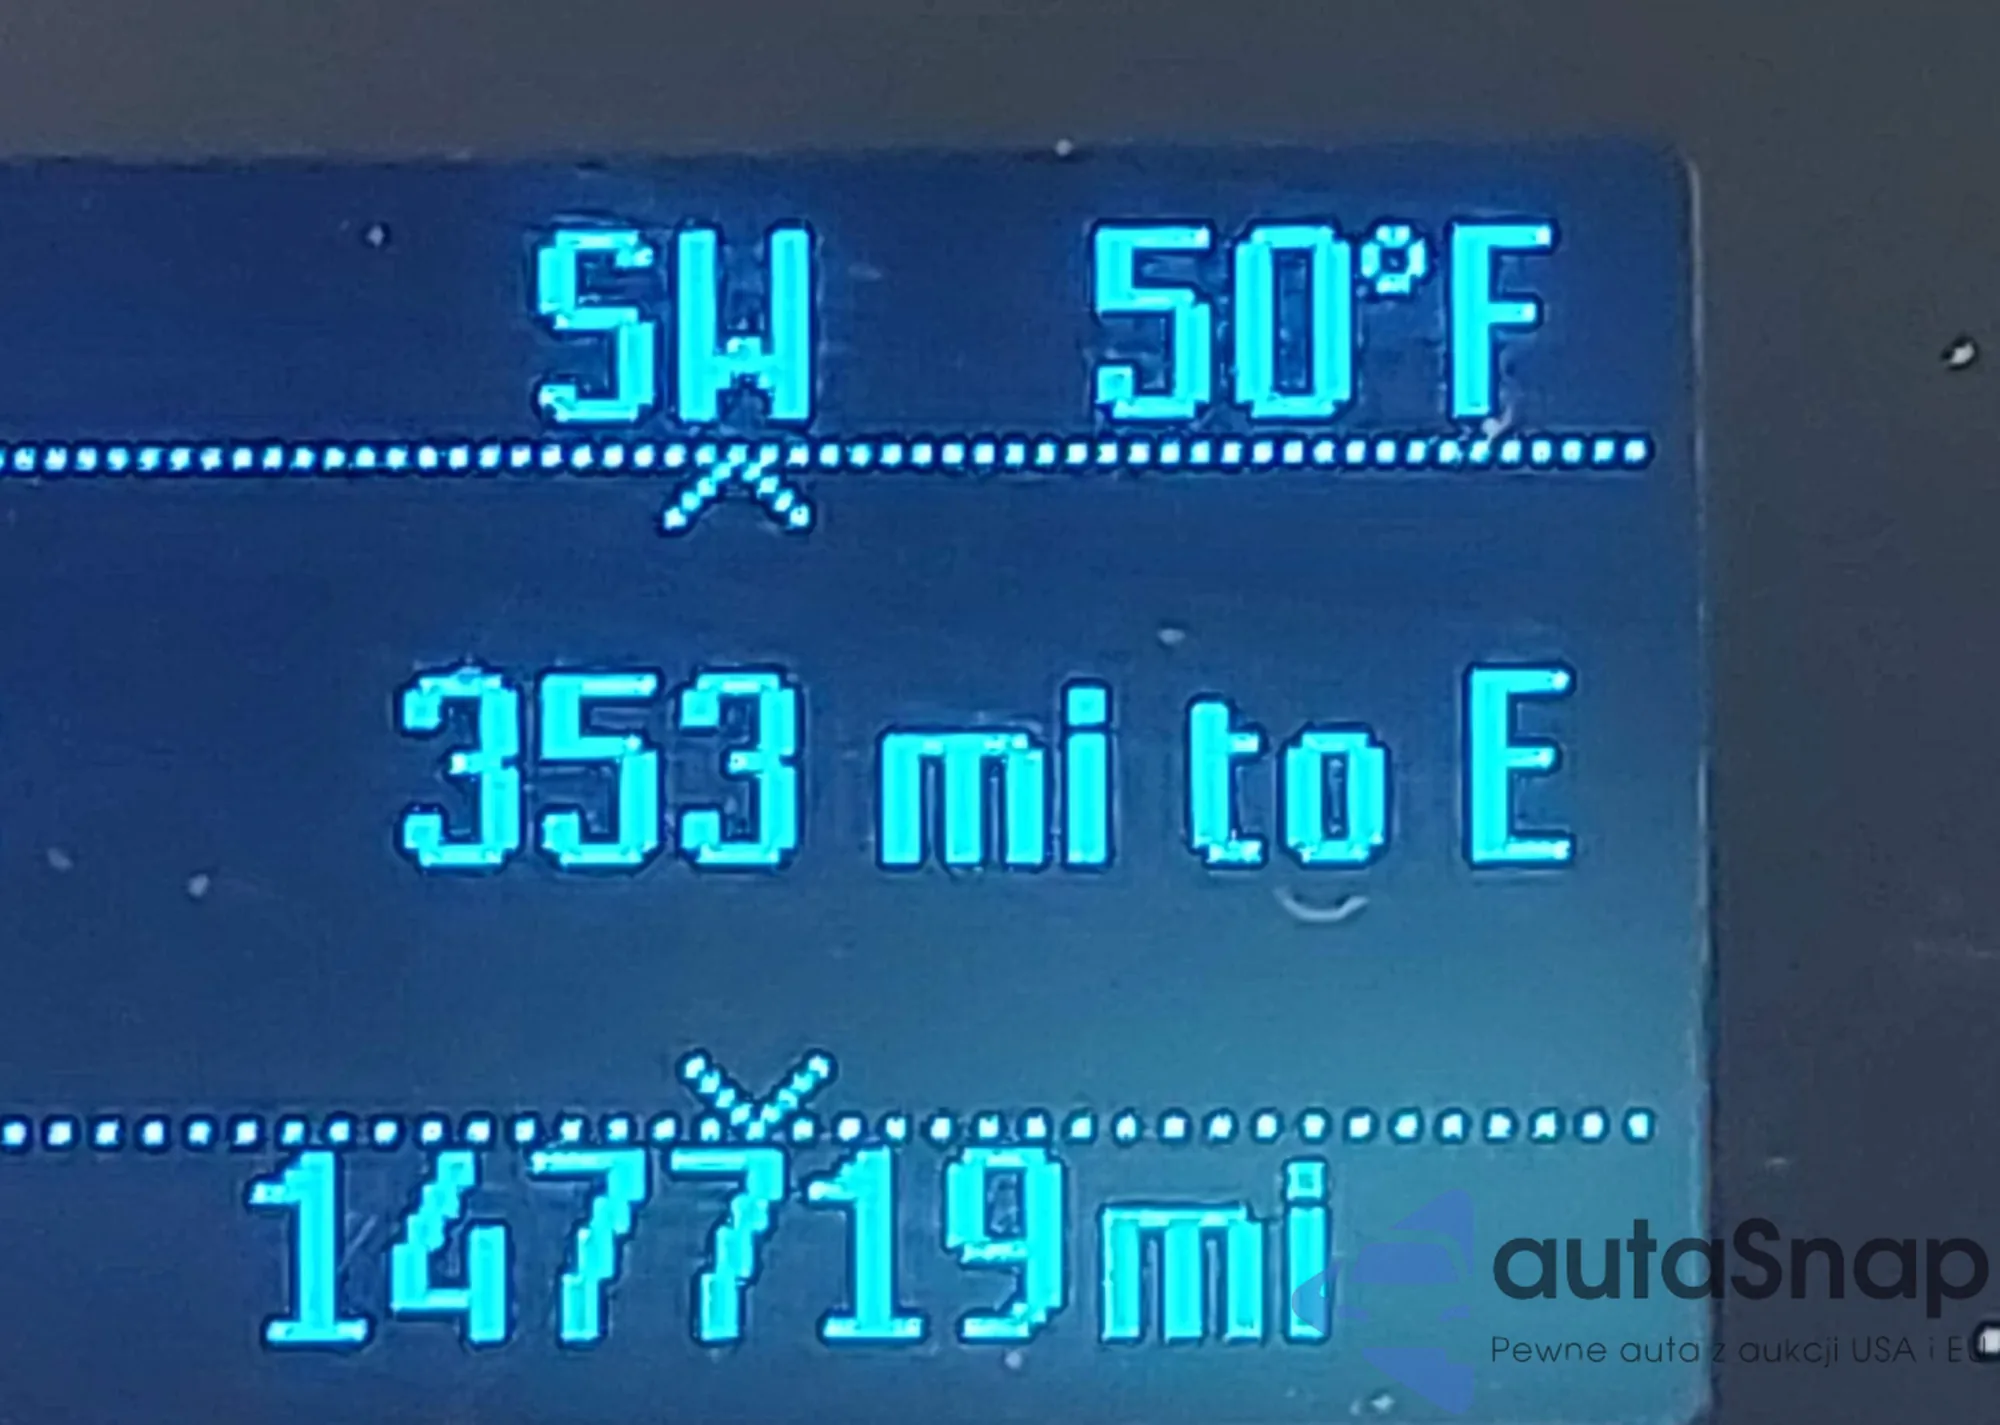 SW 50°F
353 mi to E
147719mi
autaSnap
Pewne auta z aukcji USA i EU